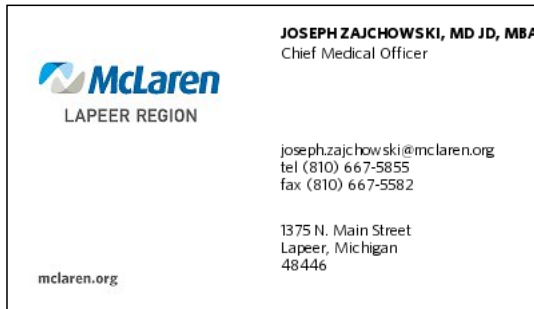 JOSEPH ZAJCHOWSKI, MD JD, MBA
Chief Medical Officer
McLaren
LAPEER REGION
joseph.zajchowski@mclaren.org
tel (810) 667-5855
fax (810) 667-5582
1375 N. Main Street
Lapeer, Michigan
48446
mclaren.org